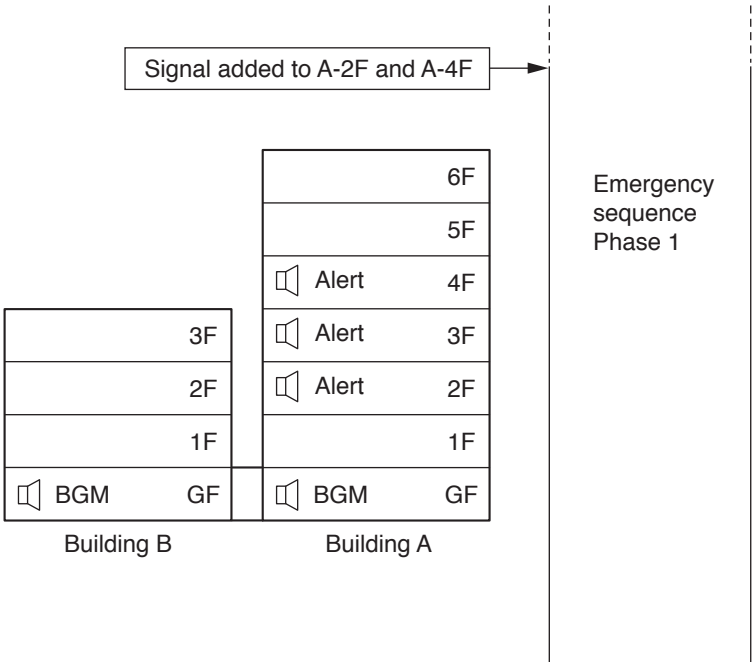 Signal added to A-2F and A-4F
Emergency
sequence
Phase 1
6F
5F
Alert 4F
3F Alert 3F
2F Alert 2F
1F 1F
BGM GF BGM GF
Building B Building A